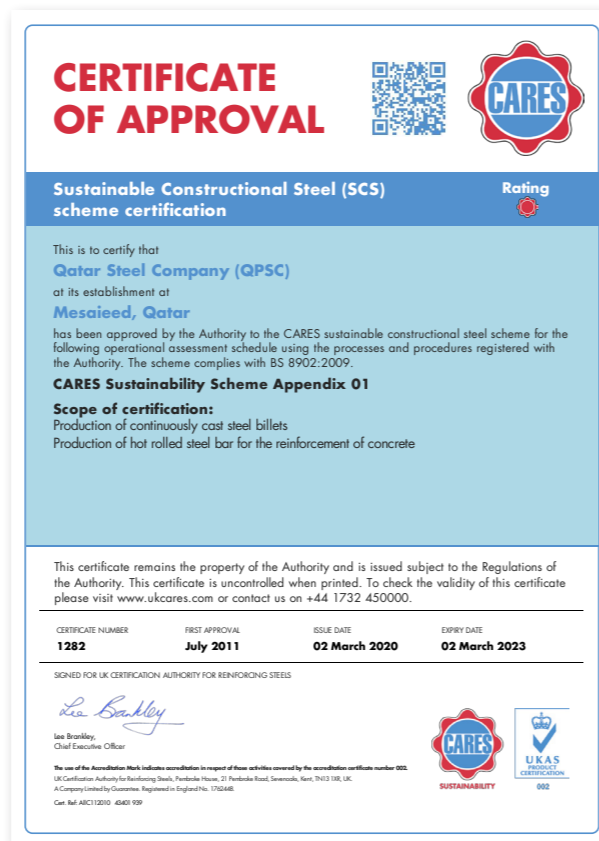 CERTIFICATE
OF APPROVAL
CARES
Sustainable Constructional Steel (SCS)
scheme certification
Rating
This is to certify that
Qatar Steel Company (QPSC)
at its establishment at
Mesaieed, Qatar
has been approved by the Authority to the CARES sustainable constructional steel scheme for the
following operational assessment schedule using the processes and procedures registered with
the Authority. The scheme complies with BS 8902:2009.
CARES Sustainability Scheme Appendix 01
Scope of certification:
Production of continuously cast steel billets
Production of hot rolled steel bar for the reinforcement of concrete
This certificate remains the property of the Authority and is issued subject to the Regulations of
the Authority. This certificate is uncontrolled when printed. To check the validity of this certificate
please visit www.ukcares.com or contact us on +44 1732 450000.
CERTIFICATE NUMBER FIRST APPROVAL ISSUE DATE EXPIRY DATE
1282 July 2011 02 March 2020 02 March 2023
SIGNED FOR UK CERTIFICATION AUTHORITY FOR REINFORCING STEELS
Lee Brankley
Lee Brankley,
Chief Executive Officer
The use of the Accreditation Mark indicates accreditation in respect of those activities covered by the accreditation certificate number 002.
UK Certification Authority for Reinforcing Steels, Pembroke House, 21 Pembroke Road, Sevenoaks, Kent, TN13 1XR, UK.
A Company Limited by Guarantee. Registered in England No. 1762448.
Cert. Ref: AEC112010 43401 939
CARES
SUSTAINABILITY
UKAS
PRODUCT
CERTIFICATION
002